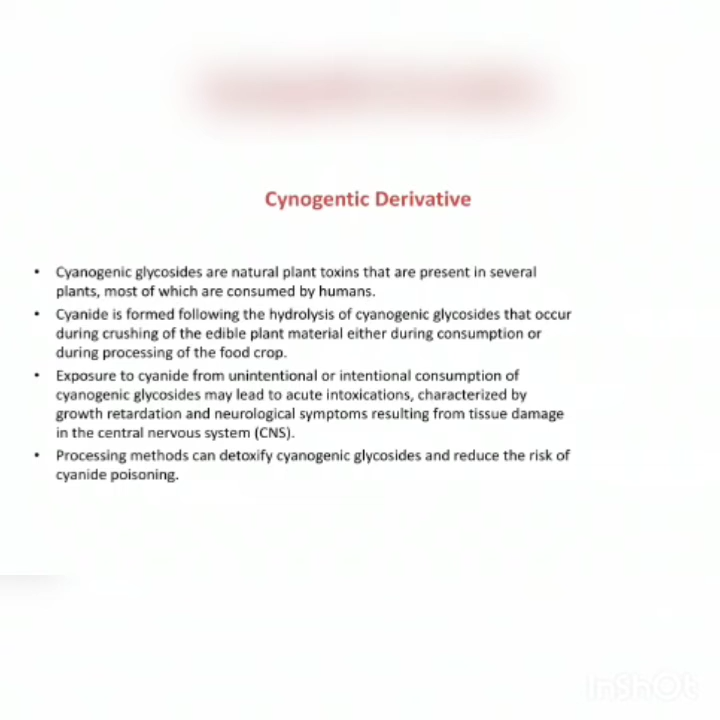 Cynogentic Derivative
• Cyanogenic glycosides are natural plant toxins that are present in several
plants, most of which are consumed by humans.
• Cyanide is formed following the hydrolysis of cyanogenic glycosides that occur
during crushing of the edible plant material either during consumption or
during processing of the food crop.
• Exposure to cyanide from unintentional or intentional consumption of
cyanogenic glycosides may lead to acute intoxications, characterized by
growth retardation and neurological symptoms resulting from tissue damage
in the central nervous system (CNS).
• Processing methods can detoxify cyanogenic glycosides and reduce the risk of
cyanide poisoning.
InShOt